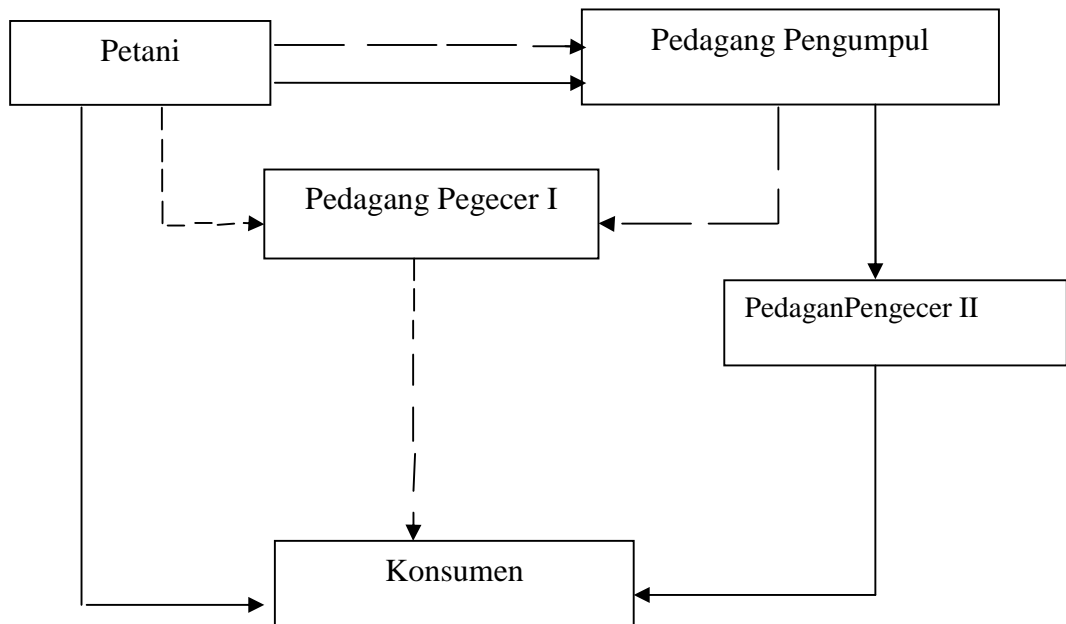 Petani
Pedagang Pengumpul
Pedagang Pegecer I
PedaganPengecer II
Konsumen